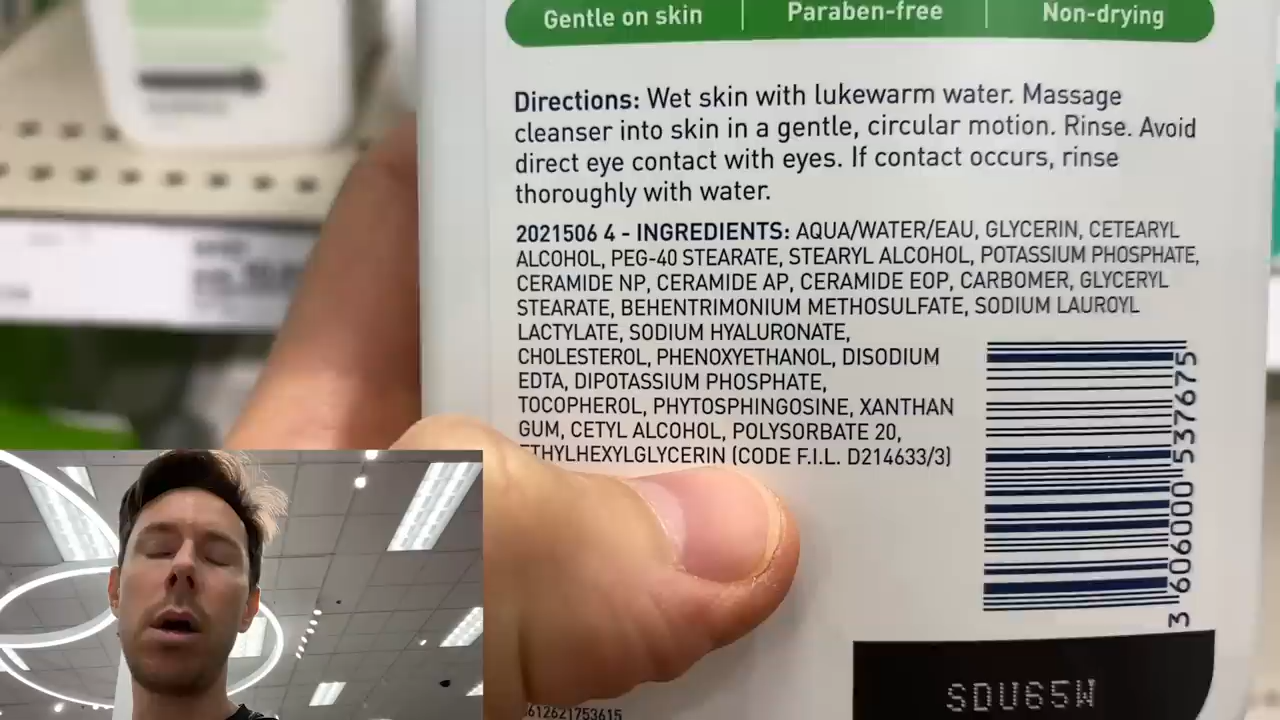 Gentle on skin | Paraben-free | Non-drying
Directions: Wet skin with lukewarm water. Massage
cleanser into skin in a gentle, circular motion. Rinse. Avoid
direct eye contact with eyes. If contact occurs, rinse
thoroughly with water.
2021506 4 - INGREDIENTS: AQUA/WATER/EAU, GLYCERIN, CETEARYL
ALCOHOL, PEG-40 STEARATE, STEARYL ALCOHOL, POTASSIUM PHOSPHATE,
CERAMIDE NP, CERAMIDE AP, CERAMIDE EOP, CARBOMER, GLYCERYL
STEARATE, BEHENTRIMONIUM METHOSULFATE, SODIUM LAUROYL
LACTYLATE, SODIUM HYALURONATE,
CHOLESTEROL, PHENOXYETHANOL, DISODIUM
EDTA, DIPOTASSIUM PHOSPHATE,
TOCOPHEROL, PHYTOSPHINGOSINE, XANTHAN
GUM, CETYL ALCOHOL, POLYSORBATE 20,
ETHYLHEXYLGLYCERIN (CODE F.I.L. D214633/3)
3 606000 537675
SDU65W